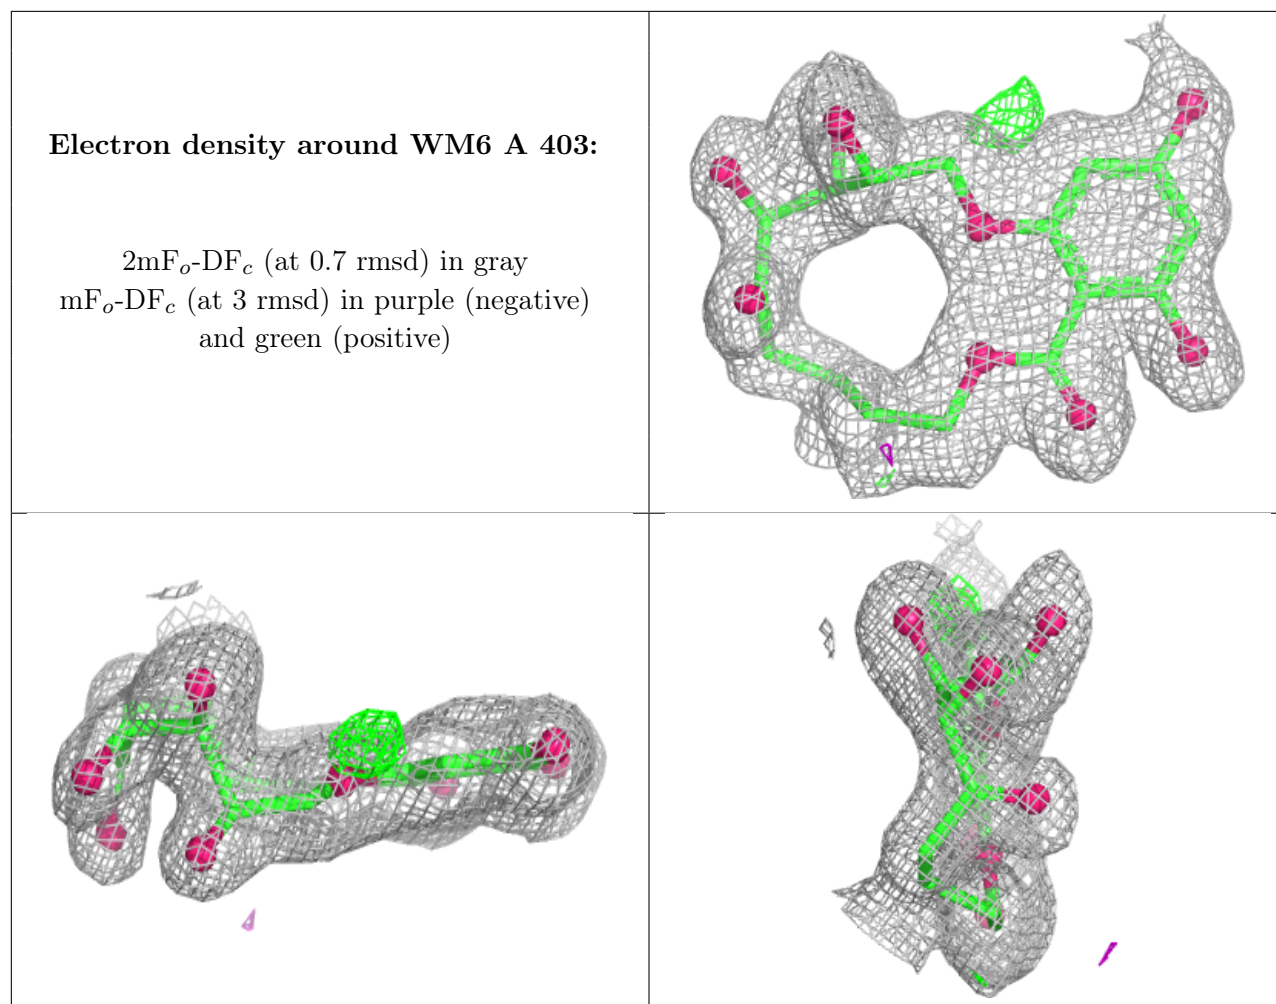 Electron density around WM6 A 403:
2mFo-DFc (at 0.7 rmsd) in gray
mFo-DFc (at 3 rmsd) in purple (negative)
and green (positive)